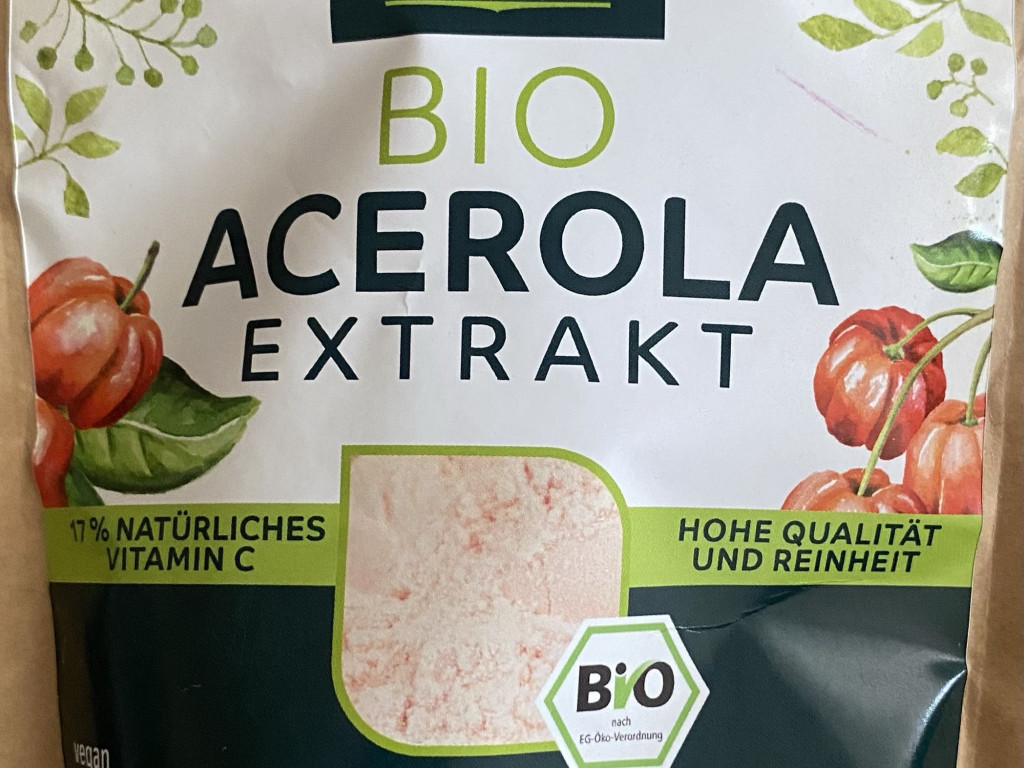 BIO
ACEROLA
EXTRAKT
17 % NATÜRLICHES
VITAMIN C
HOHE QUALITÄT
UND REINHEIT
BiO
nach
EG-Öko-Verordnung
vegan